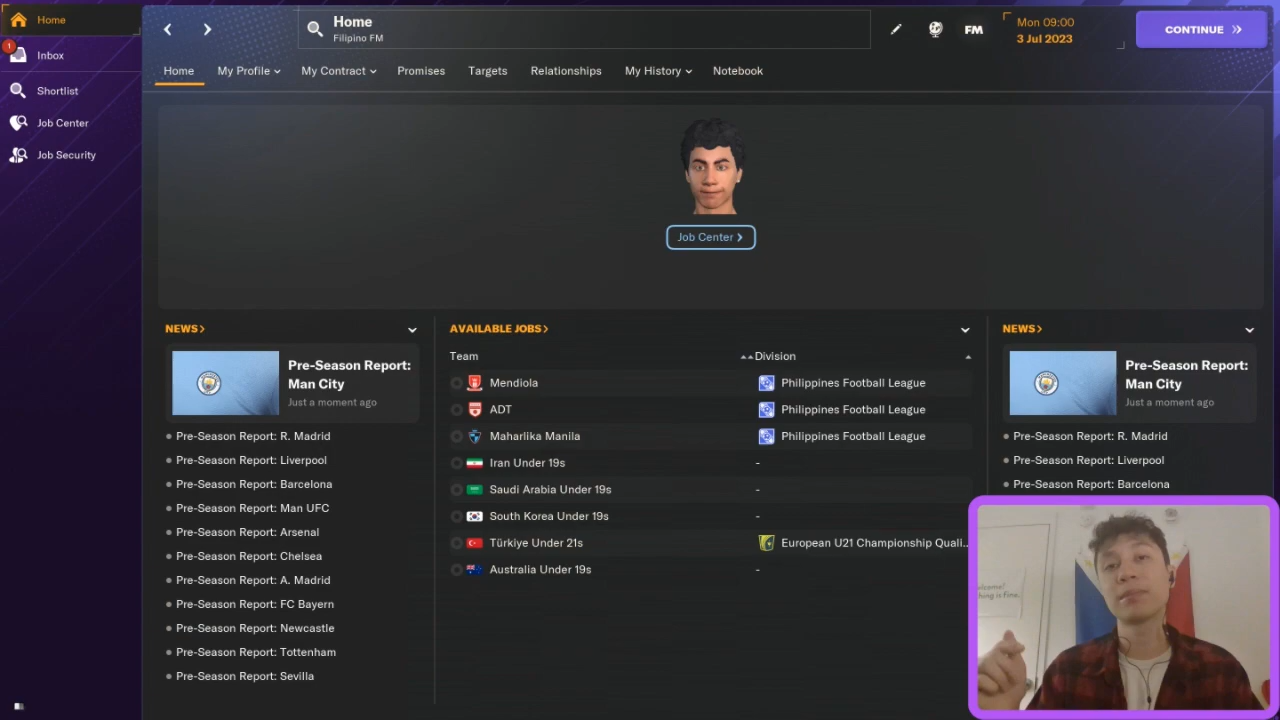 Home
1
Inbox
Shortlist
Job Center
Job Security
Home
Filipino FM
FM
Mon 09:00
3 Jul 2023
CONTINUE
Home
My Profile
My Contract
Promises
Targets
Relationships
My History
Notebook
Job Center
NEWS
Pre-Season Report:
Man City
Just a moment ago
Pre-Season Report: R. Madrid
Pre-Season Report: Liverpool
Pre-Season Report: Barcelona
Pre-Season Report: Man UFC
Pre-Season Report: Arsenal
Pre-Season Report: Chelsea
Pre-Season Report: A. Madrid
Pre-Season Report: FC Bayern
Pre-Season Report: Newcastle
Pre-Season Report: Tottenham
Pre-Season Report: Sevilla
AVAILABLE JOBS
Team Division
Mendiola Philippines Football League
ADT Philippines Football League
Maharlika Manila Philippines Football League
Iran Under 19s -
Saudi Arabia Under 19s -
South Korea Under 19s -
Türkiye Under 21s European U21 Championship Quali...
Australia Under 19s -
NEWS
Pre-Season Report:
Man City
Just a moment ago
Pre-Season Report: R. Madrid
Pre-Season Report: Liverpool
Pre-Season Report: Barcelona
elcome!
hing is fine.